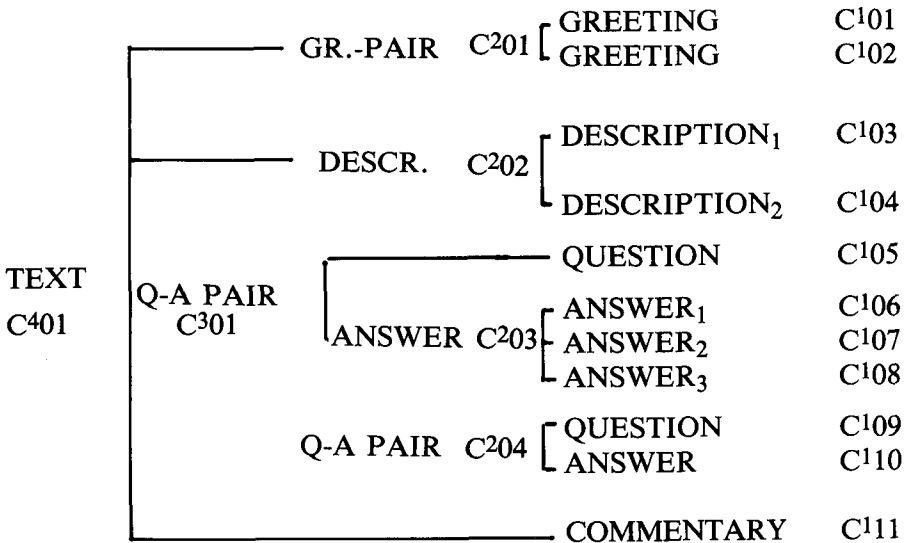 GREETING C¹01
GR.-PAIR C²01
GREETING C¹02
DESCRIPTION₁ C¹03
DESCR. C²02
DESCRIPTION₂ C¹04
QUESTION C¹05
TEXT
C⁴01
Q-A PAIR
C³01
ANSWER₁ C¹06
ANSWER C²03 ANSWER₂ C¹07
ANSWER₃ C¹08
QUESTION C¹09
Q-A PAIR C²04
ANSWER C¹10
COMMENTARY C¹11